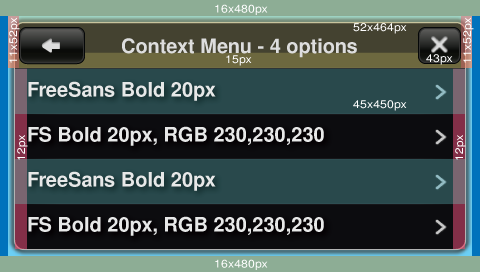 16x480px
52x464px
11x52px
Context Menu - 4 options
11x52px
15px
43px
FreeSans Bold 20px
45x450px
FS Bold 20px, RGB 230,230,230
12px
12px
FreeSans Bold 20px
FS Bold 20px, RGB 230,230,230
16x480px